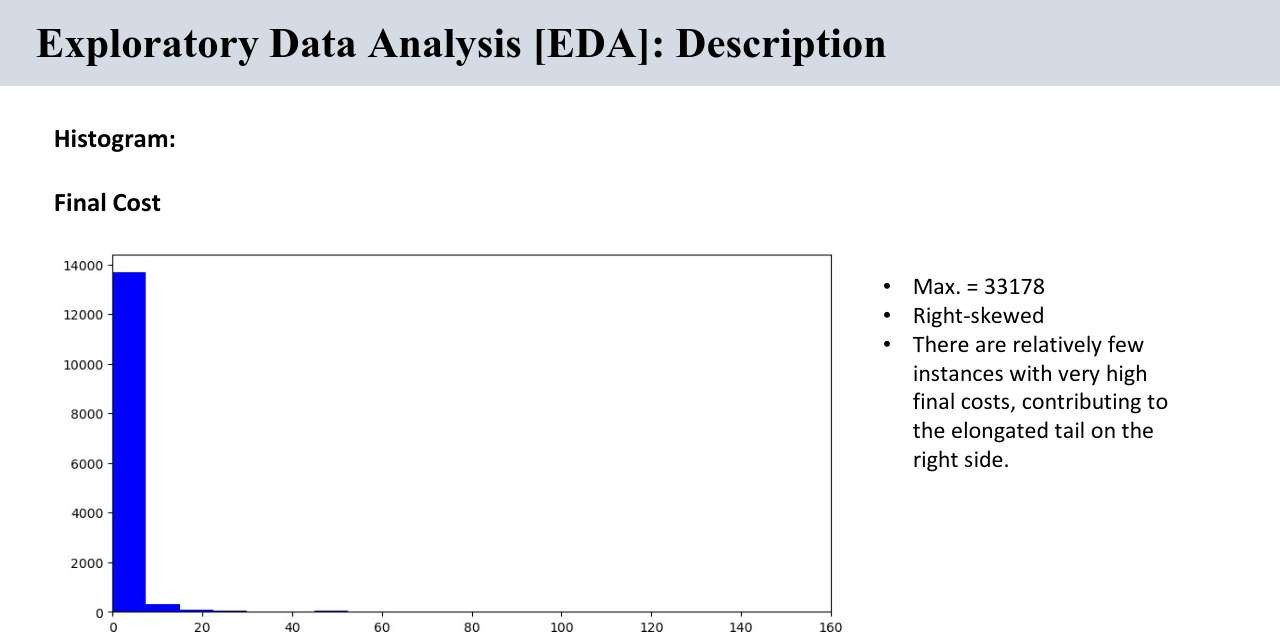 Exploratory Data Analysis [EDA]: Description
Histogram:
Final Cost
14000
12000
10000
8000
6000
4000
2000
0
0 20 40 60 80 100 120 140 160
• Max. = 33178
• Right-skewed
• There are relatively few
instances with very high
final costs, contributing to
the elongated tail on the
right side.